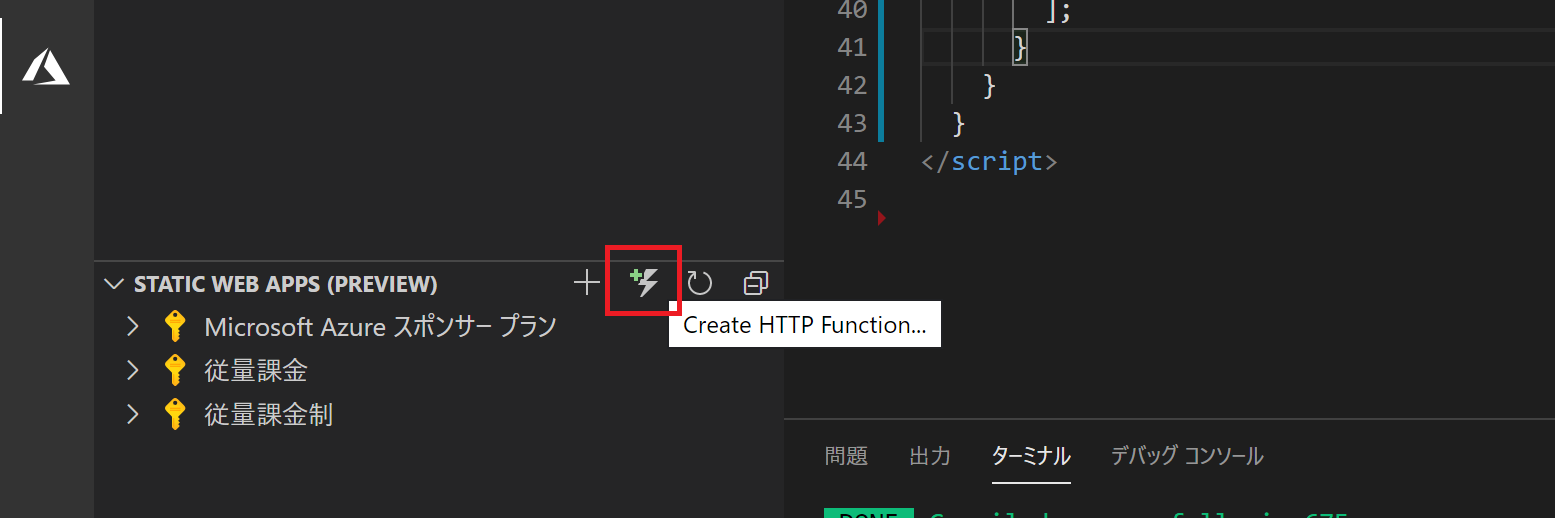 40 ];
41 }
42 }
43 }
44 </script>
45
STATIC WEB APPS (PREVIEW)
Create HTTP Function...
Microsoft Azure スポンサー プラン
従量課金
従量課金制
問題 出力 ターミナル デバッグ コンソール
DONE